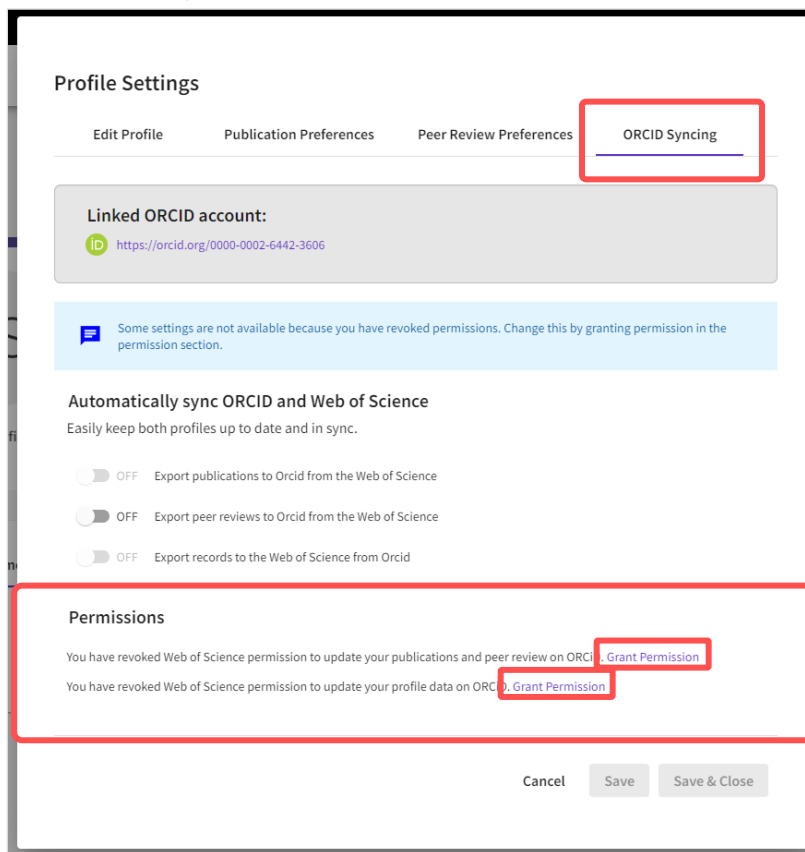 Profile Settings
Edit Profile Publication Preferences Peer Review Preferences ORCID Syncing
Linked ORCID account:
iD https://orcid.org/0000-0002-6442-3606
Some settings are not available because you have revoked permissions. Change this by granting permission in the
permission section.
Automatically sync ORCID and Web of Science
Easily keep both profiles up to date and in sync.
OFF Export publications to Orcid from the Web of Science
OFF Export peer reviews to Orcid from the Web of Science
OFF Export records to the Web of Science from Orcid
Permissions
You have revoked Web of Science permission to update your publications and peer review on ORCiD. Grant Permission
You have revoked Web of Science permission to update your profile data on ORCiD. Grant Permission
Cancel Save Save & Close